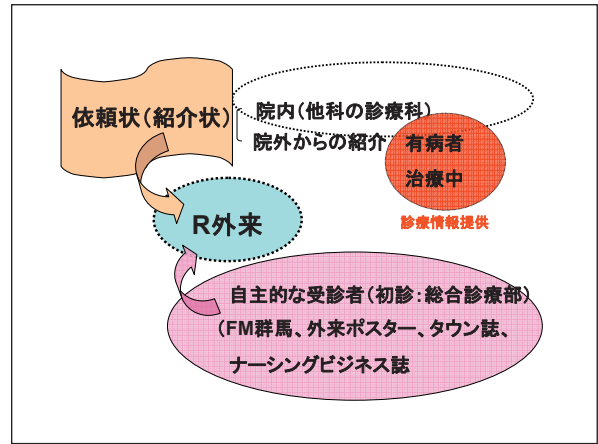 依頼状（紹介状）
院内（他科の診療科）
院外からの紹介
有病者
治療中
診療情報提供
R外来
自主的な受診者（初診：総合診療部）
（FM群馬、外来ポスター、タウン誌、
ナーシングビジネス誌